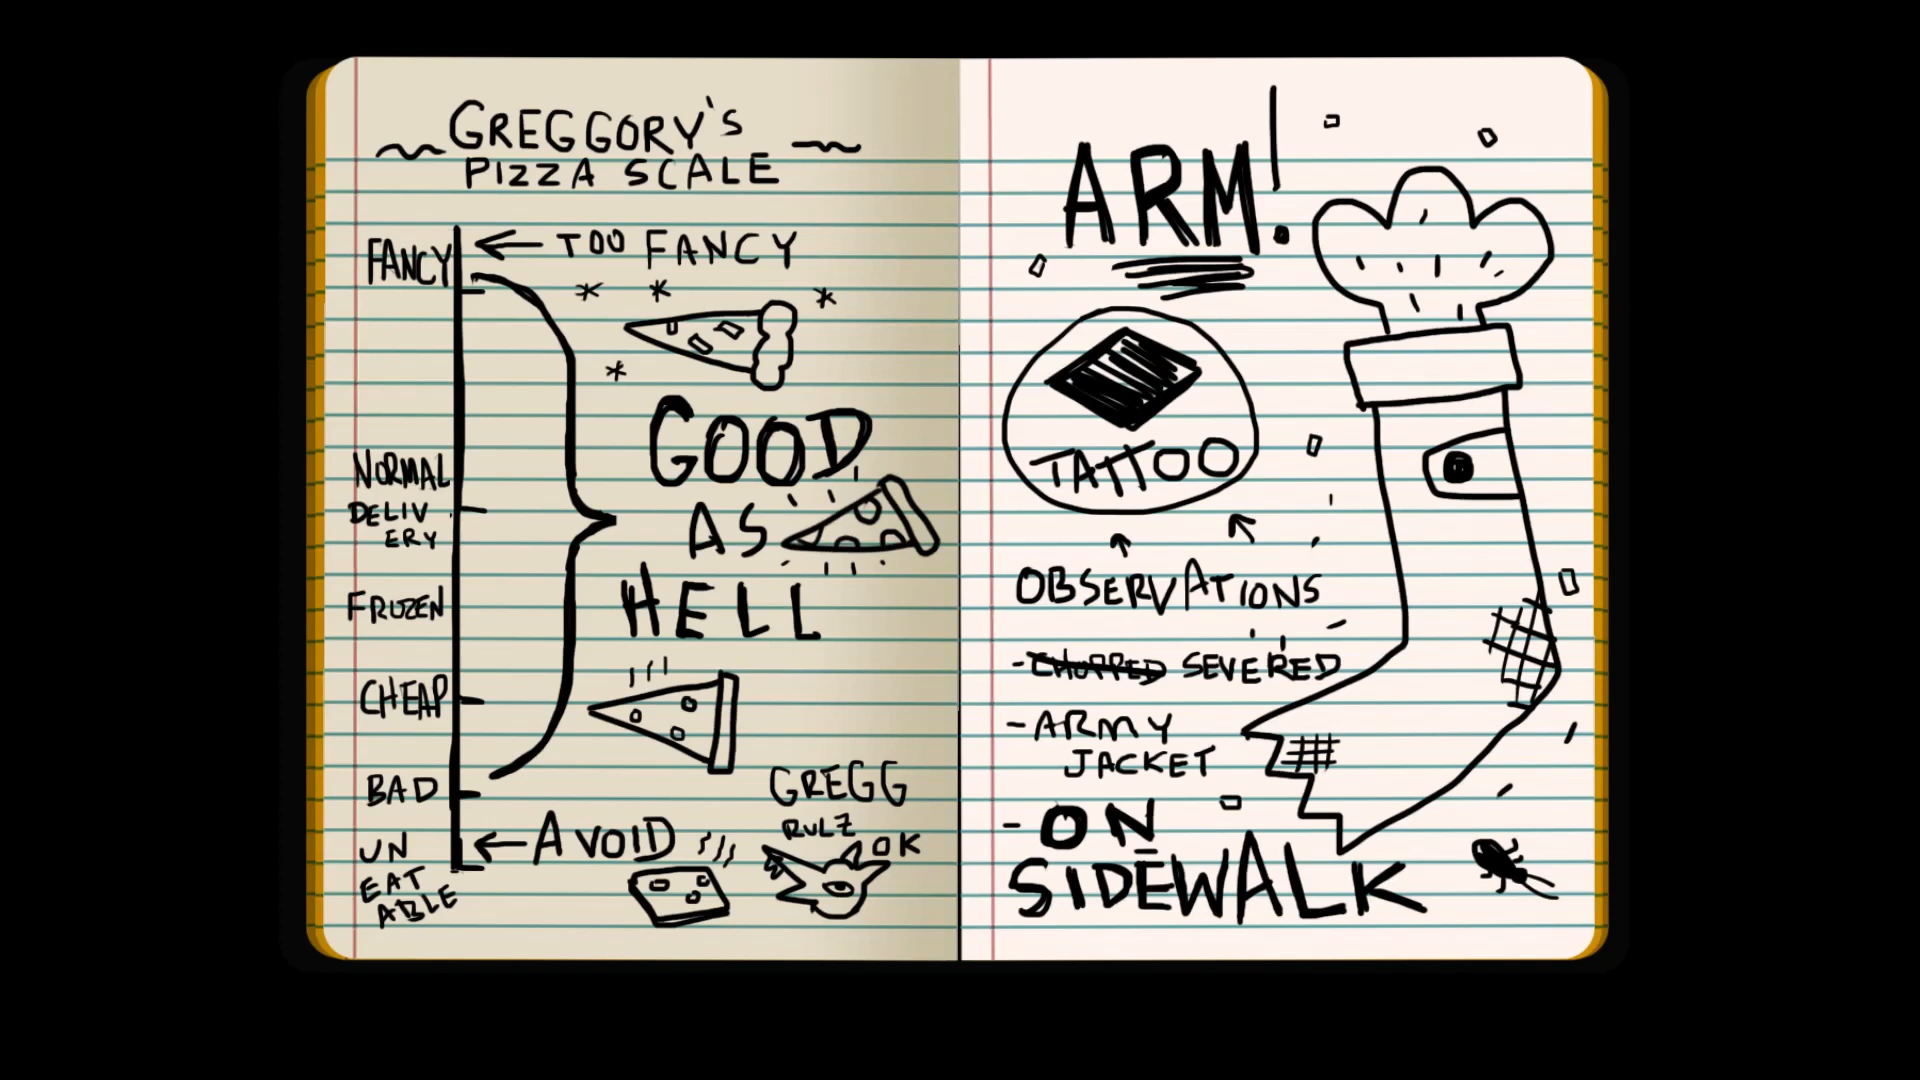 GREGGORY'S
PIZZA SCALE
FANCY
← TOO FANCY
GOOD
AS
HELL
NORMAL
DELIV
ERY
FROZEN
CHEAP
BAD
UN
EAT
ABLE
← AVOID
GREGG
RULZ
OK
ARM!
TATTOO
OBSERVATIONS
- CHOPPED SEVERED
- ARMY
JACKET
- ON
SIDEWALK